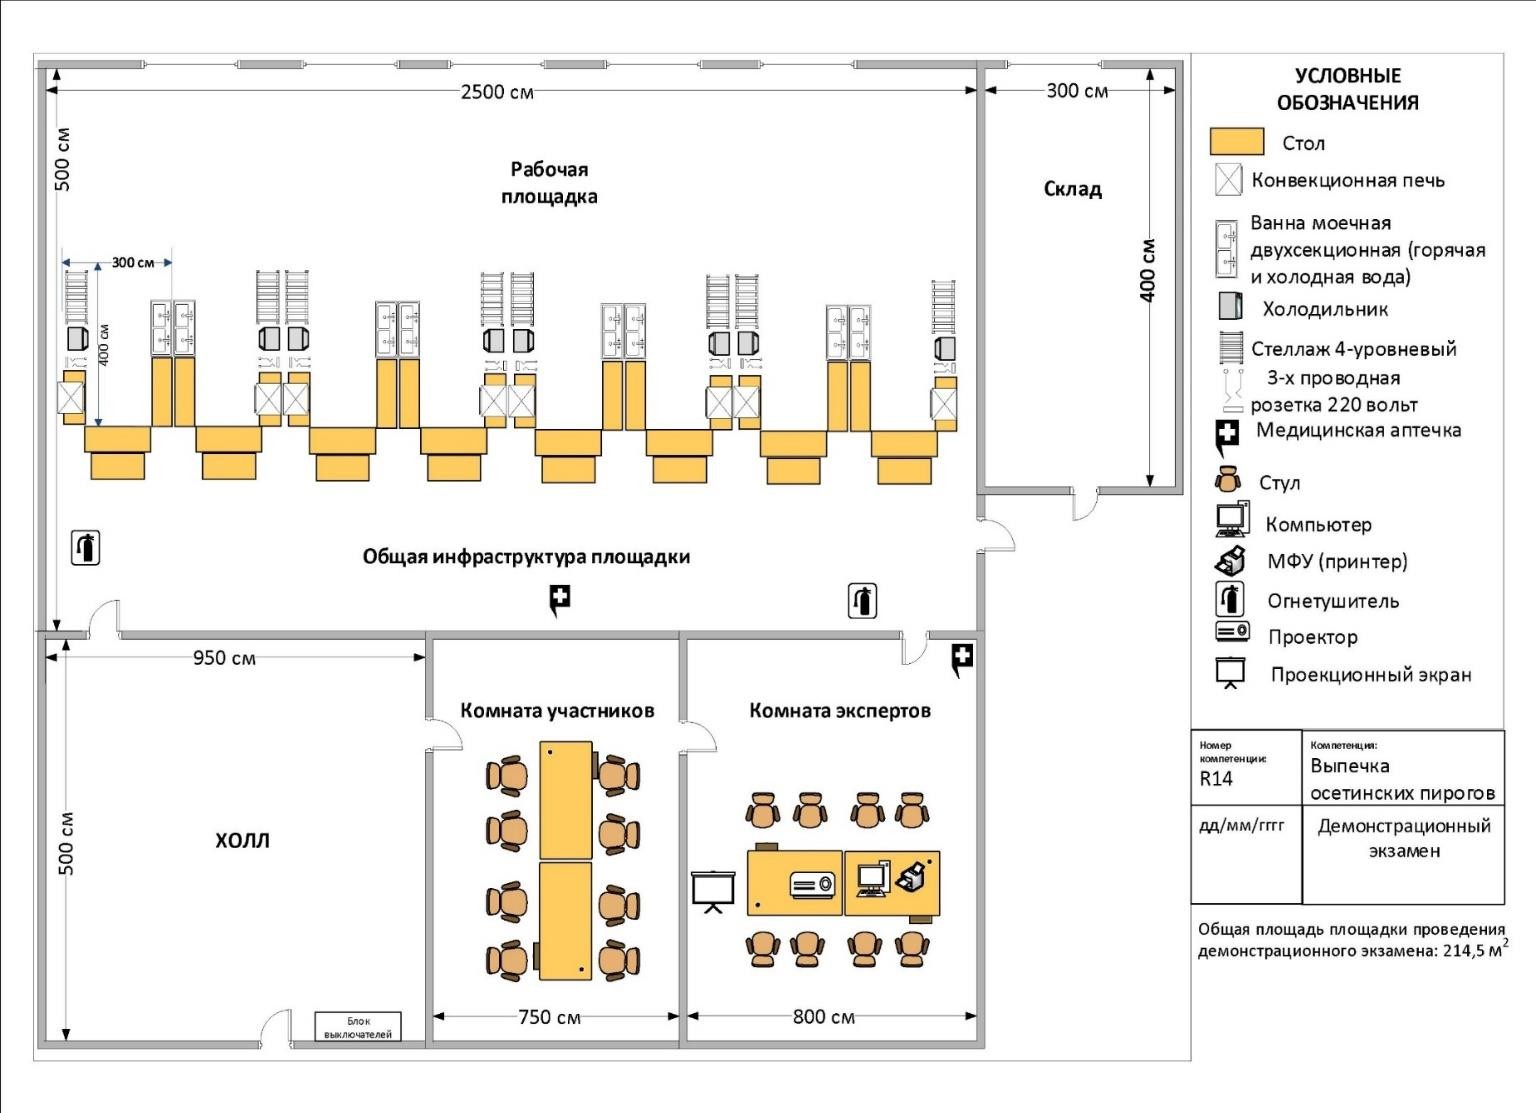 2500 см
500 см
Рабочая
площадка
300 см
400 см
300 см
Склад
400 см
Общая инфраструктура площадки
950 см
500 см
ХОЛЛ
Блок
выключателей
Комната участников
750 см
Комната экспертов
800 см
УСЛОВНЫЕ
ОБОЗНАЧЕНИЯ
Стол
Конвекционная печь
Ванна моечная
двухсекционная (горячая
и холодная вода)
Холодильник
Стеллаж 4-уровневый
3-х проводная
розетка 220 вольт
Медицинская аптечка
Стул
Компьютер
МФУ (принтер)
Огнетушитель
Проектор
Проекционный экран
Номер
компетенции:
R14
Компетенция:
Выпечка
осетинских пирогов
дд/мм/гггг
Демонстрационный
экзамен
Общая площадь площадки проведения
демонстрационного экзамена: 214,5 м²